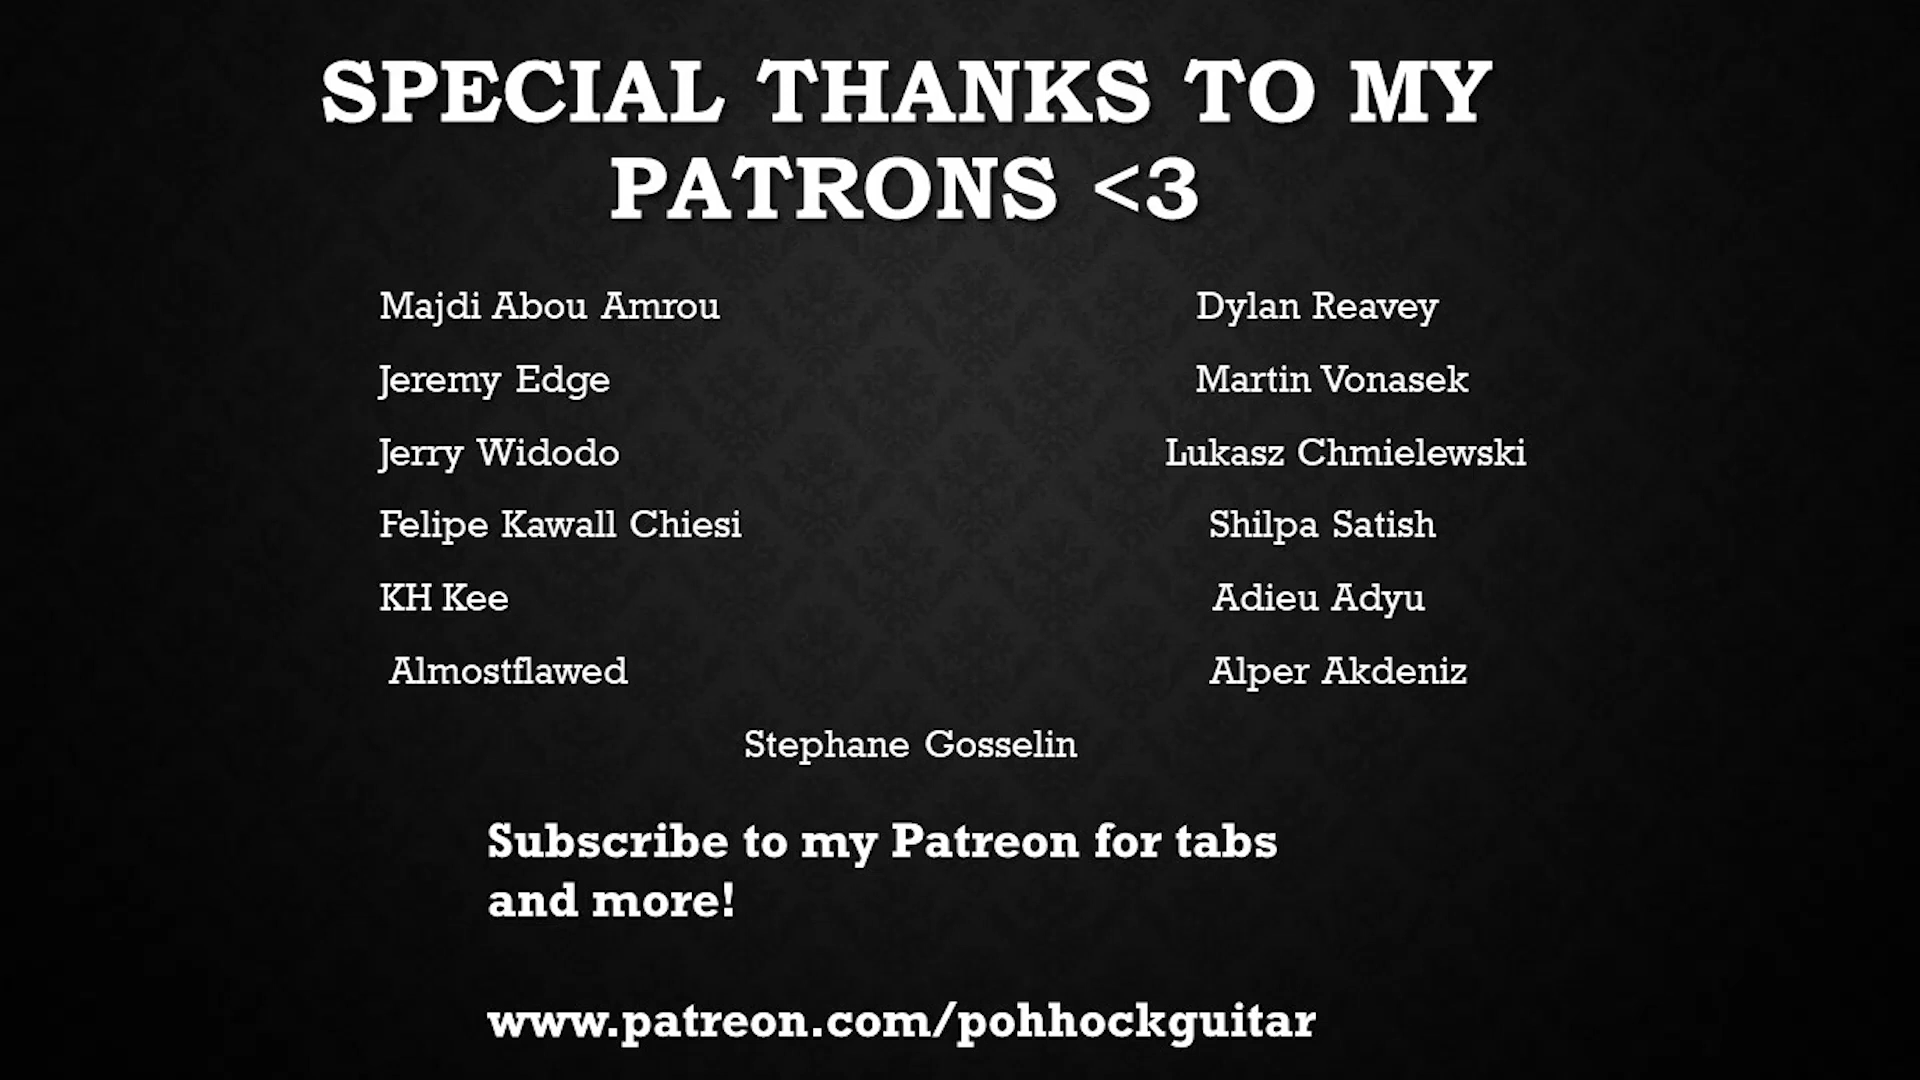 SPECIAL THANKS TO MY
PATRONS <3
Majdi Abou Amrou Dylan Reavey
Jeremy Edge Martin Vonasek
Jerry Widodo Lukasz Chmielewski
Felipe Kawall Chiesi Shilpa Satish
KH Kee Adieu Adyu
Almostflawed Alper Akdeniz
Stephane Gosselin
Subscribe to my Patreon for tabs
and more!
www.patreon.com/pohhockguitar